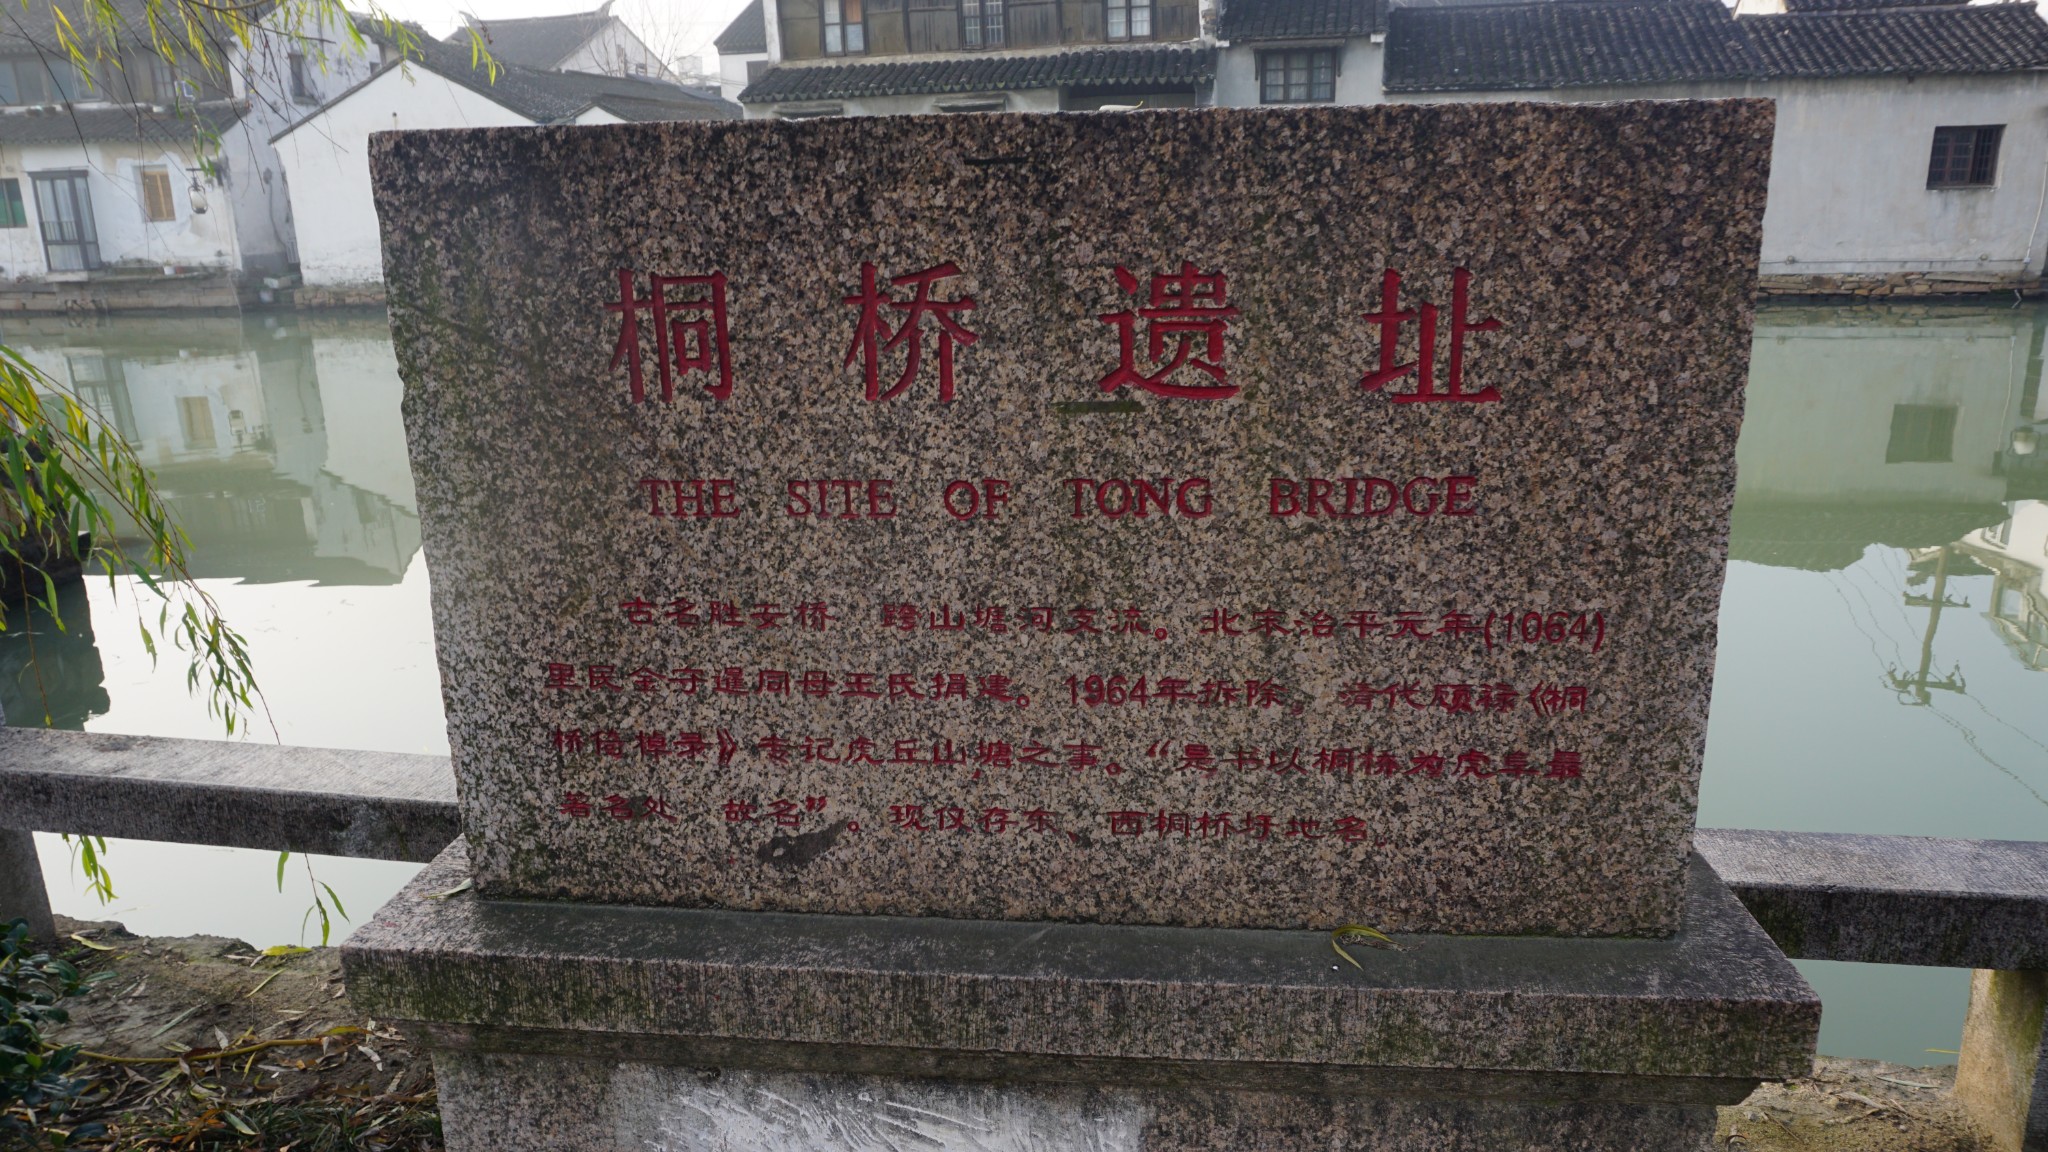 桐桥遗址
THE SITE OF TONG BRIDGE
古名胜安桥 跨山塘河支流。北宋治平元年(1064)
里民金守暹同母王氏捐建。1964年拆除，清代顾禄《桐
桥倚棹录》专记虎丘山塘之事。“是书以桐桥为虎阜最
著名处 故名”。现仅存东、西桐桥圩地名